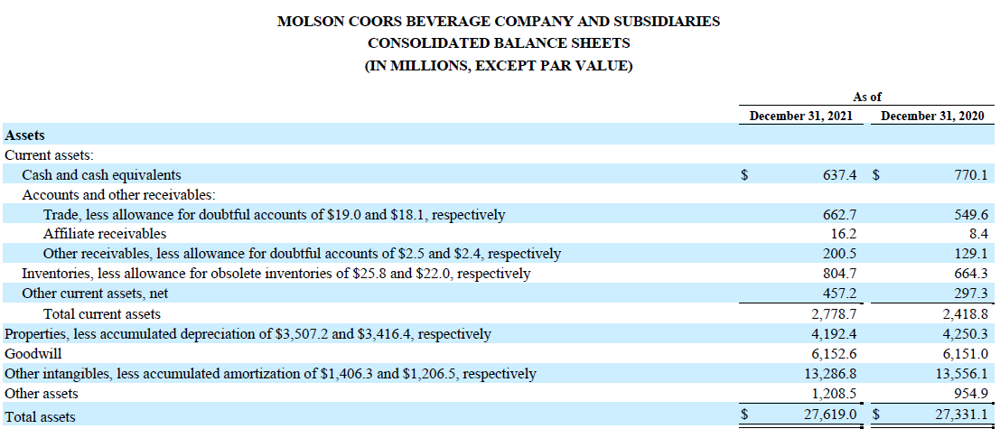 MOLSON COORS BEVERAGE COMPANY AND SUBSIDIARIES
CONSOLIDATED BALANCE SHEETS
(IN MILLIONS, EXCEPT PAR VALUE)
As of
December 31, 2021 December 31, 2020
Assets
Current assets:
Cash and cash equivalents $ 637.4 $ 770.1
Accounts and other receivables:
Trade, less allowance for doubtful accounts of $19.0 and $18.1, respectively 662.7 549.6
Affiliate receivables 16.2 8.4
Other receivables, less allowance for doubtful accounts of $2.5 and $2.4, respectively 200.5 129.1
Inventories, less allowance for obsolete inventories of $25.8 and $22.0, respectively 804.7 664.3
Other current assets, net 457.2 297.3
Total current assets 2,778.7 2,418.8
Properties, less accumulated depreciation of $3,507.2 and $3,416.4, respectively 4,192.4 4,250.3
Goodwill 6,152.6 6,151.0
Other intangibles, less accumulated amortization of $1,406.3 and $1,206.5, respectively 13,286.8 13,556.1
Other assets 1,208.5 954.9
Total assets $ 27,619.0 $ 27,331.1